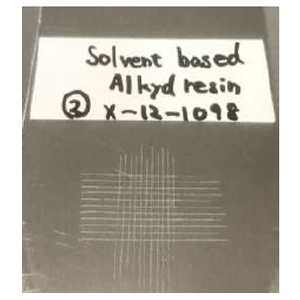 Solvent based
Alkyd resin
② X-12-1098